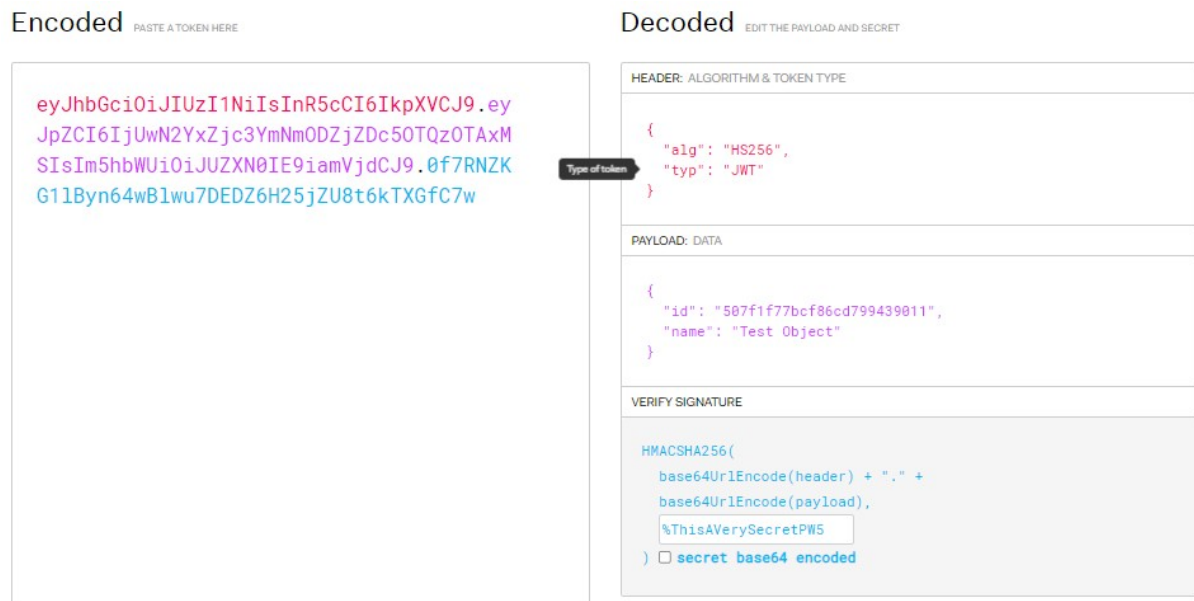 Encoded PASTE A TOKEN HERE
eyJhbGciOiJIUzI1NiIsInR5cCI6IkpXVCJ9.ey
JpZCI6IjUwN2YxZjc3YmNmODZjZDc5OTQzOTAxM
SIsIm5hbWUiOiJUZXN0IE9iamVjdCJ9.0f7RNZK
G1lByn64wBlwu7DEDZ6H25jZU8t6kTXGfC7w
Decoded EDIT THE PAYLOAD AND SECRET
HEADER: ALGORITHM & TOKEN TYPE
{
"alg": "HS256",
Type of token
"typ": "JWT"
}
PAYLOAD: DATA
{
"id": "507f1f77bcf86cd799439011",
"name": "Test Object"
}
VERIFY SIGNATURE
HMACSHA256(
base64UrlEncode(header) + "." +
base64UrlEncode(payload),
%ThisAVerySecretPW5
) secret base64 encoded